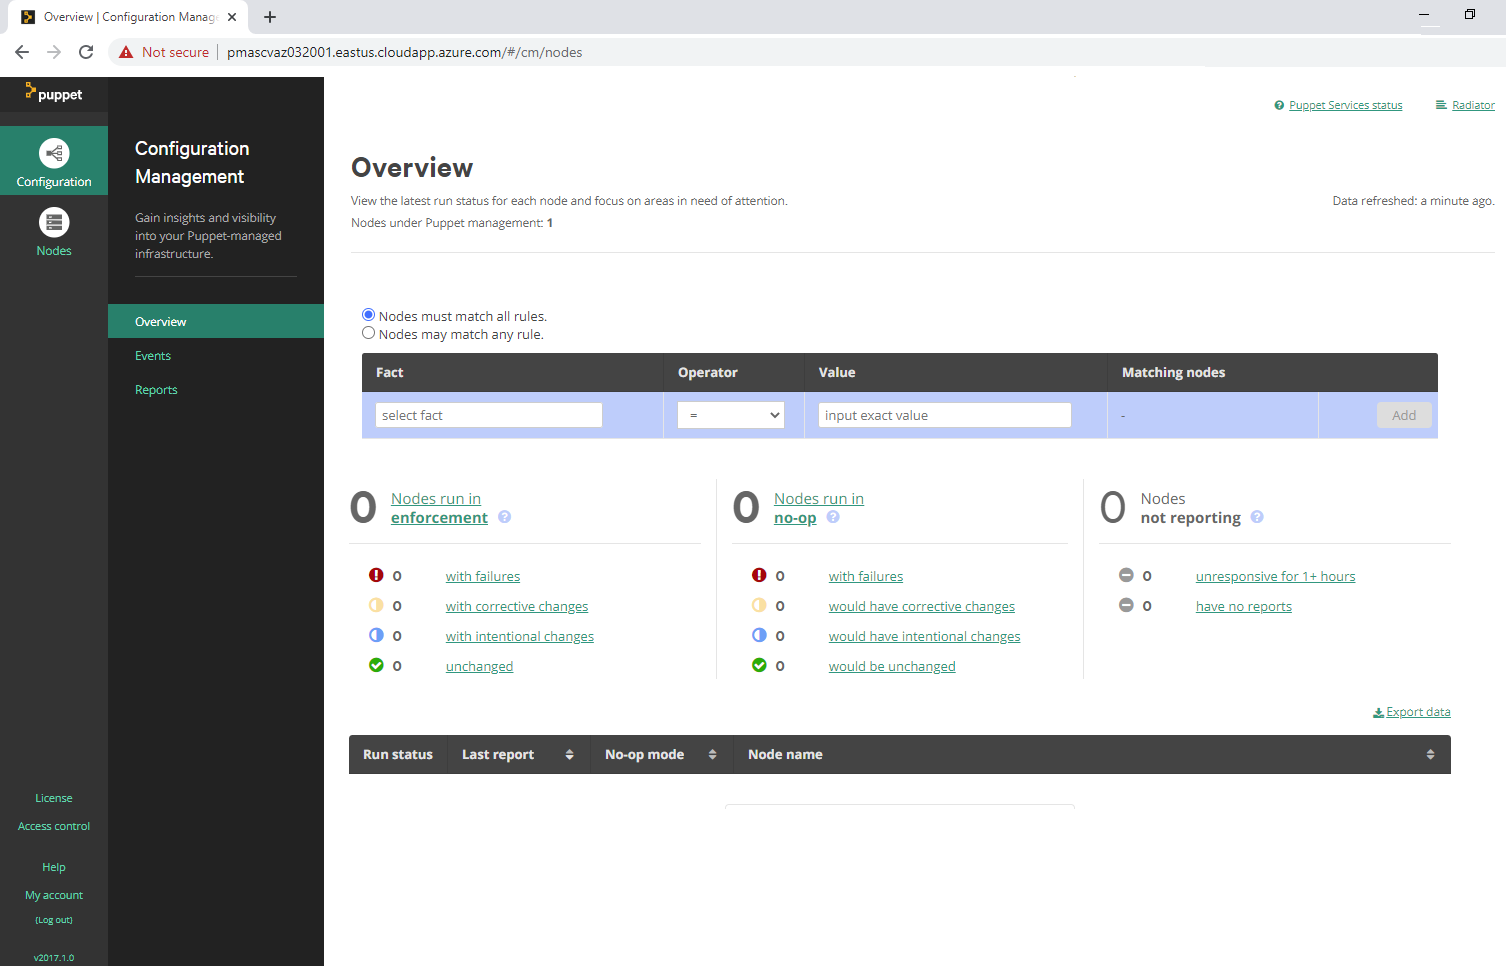 Overview | Configuration Manag
Not secure | pmascvaz032001.eastus.cloudapp.azure.com/#/cm/nodes
puppet
Configuration
Nodes
License
Access control
Help
My account
(Log out)
v2017.1.0
Configuration
Management
Gain insights and visibility
into your Puppet-managed
infrastructure.
Overview
Events
Reports
Puppet Services status
Radiator
Overview
View the latest run status for each node and focus on areas in need of attention.
Data refreshed: a minute ago.
Nodes under Puppet management: 1
Nodes must match all rules.
Nodes may match any rule.
Fact Operator Value Matching nodes
select fact = input exact value - Add
0 Nodes run in
enforcement ?
0 with failures
0 with corrective changes
0 with intentional changes
0 unchanged
0 Nodes run in
no-op ?
0 with failures
0 would have corrective changes
0 would have intentional changes
0 would be unchanged
0 Nodes
not reporting ?
0 unresponsive for 1+ hours
0 have no reports
Export data
Run status Last report No-op mode Node name